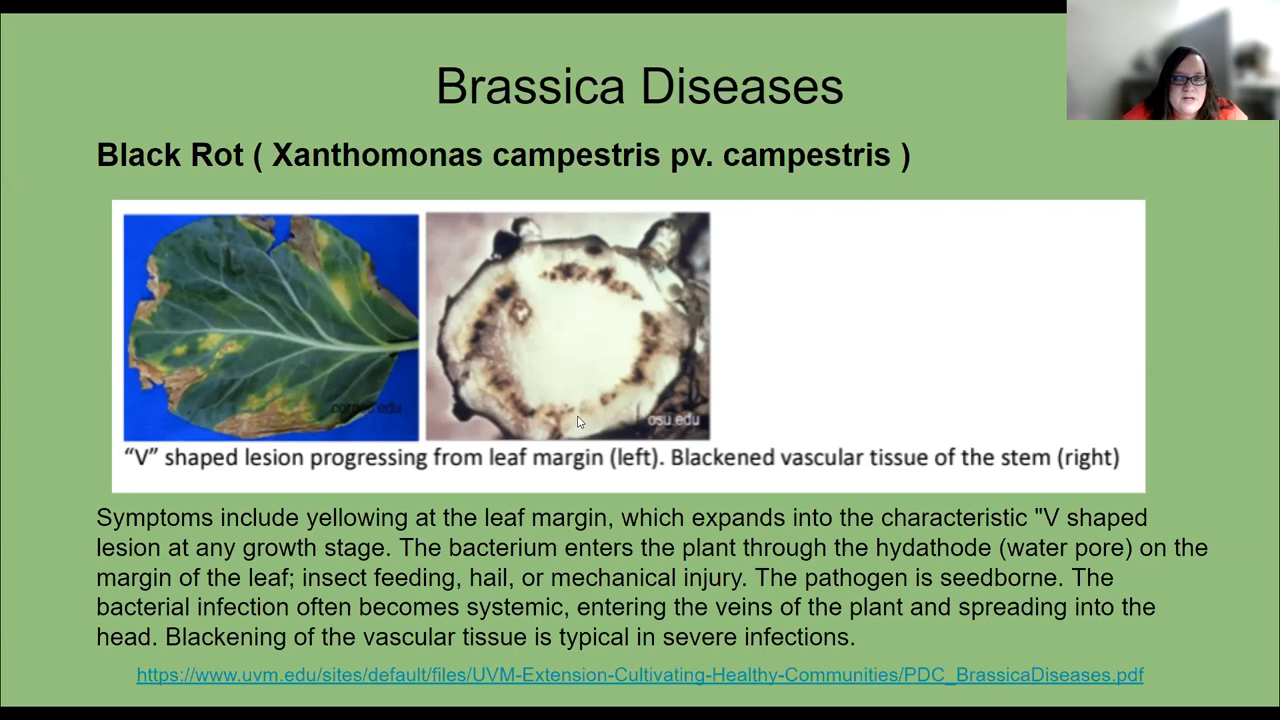 Brassica Diseases
Black Rot ( Xanthomonas campestris pv. campestris )
cornell.edu
osu.edu
“V” shaped lesion progressing from leaf margin (left). Blackened vascular tissue of the stem (right)
Symptoms include yellowing at the leaf margin, which expands into the characteristic "V shaped
lesion at any growth stage. The bacterium enters the plant through the hydathode (water pore) on the
margin of the leaf; insect feeding, hail, or mechanical injury. The pathogen is seedborne. The
bacterial infection often becomes systemic, entering the veins of the plant and spreading into the
head. Blackening of the vascular tissue is typical in severe infections.
https://www.uvm.edu/sites/default/files/UVM-Extension-Cultivating-Healthy-Communities/PDC_BrassicaDiseases.pdf